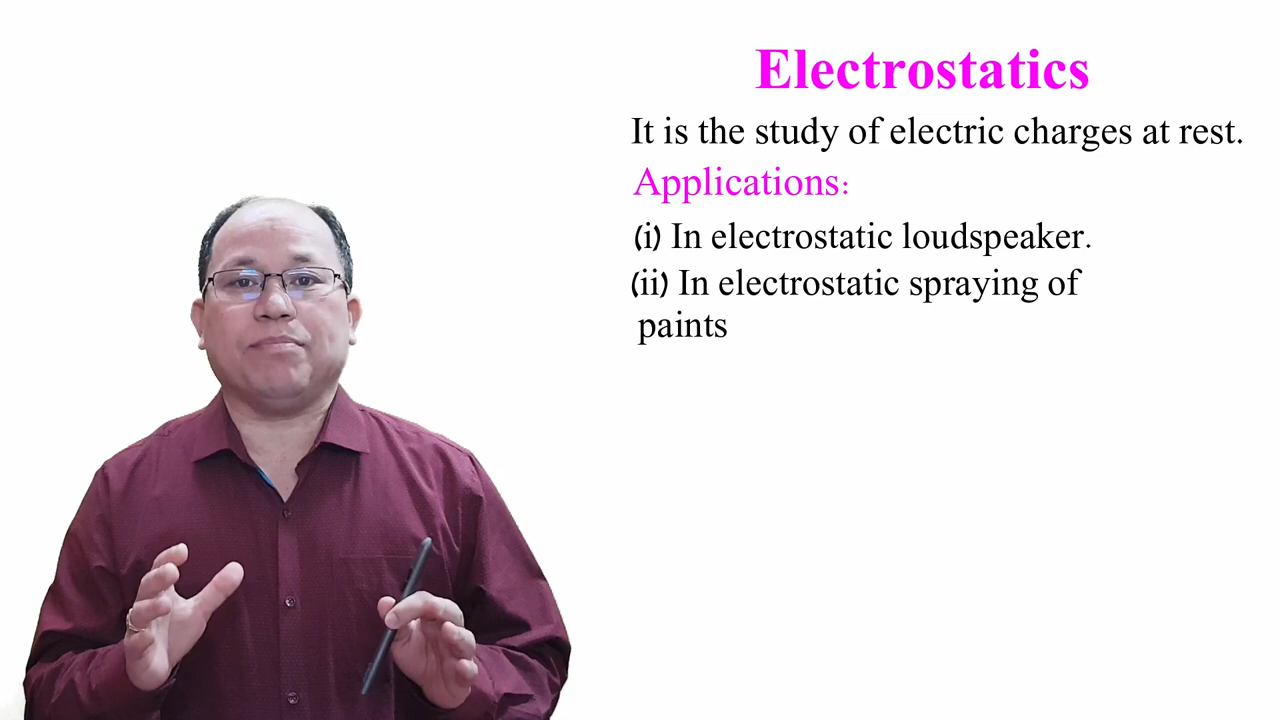 Electrostatics
It is the study of electric charges at rest.
Applications:
(i) In electrostatic loudspeaker.
(ii) In electrostatic spraying of
paints